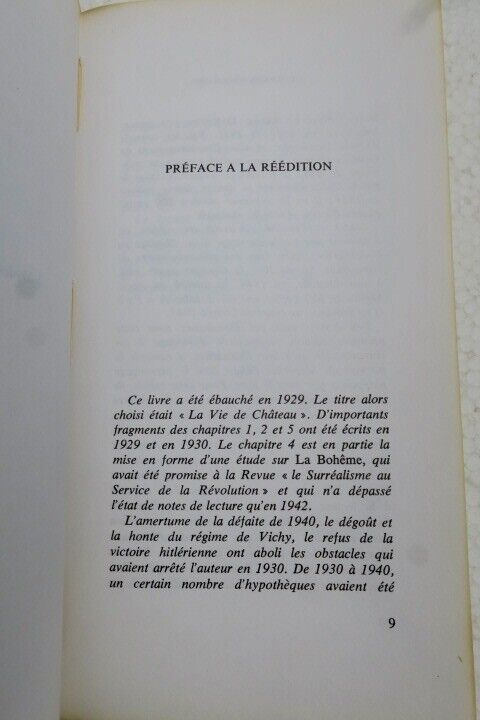 PRÉFACE A LA RÉÉDITION
Ce livre a été ébauché en 1929. Le titre alors
choisi était « La Vie de Château ». D'importants
fragments des chapitres 1, 2 et 5 ont été écrits en
1929 et en 1930. Le chapitre 4 est en partie la
mise en forme d'une étude sur La Bohême, qui
avait été promise à la Revue « le Surréalisme au
Service de la Révolution » et qui n'a dépassé
l'état de notes de lecture qu'en 1942.
L'amertume de la défaite de 1940, le dégoût et
la honte du régime de Vichy, le refus de la
victoire hitlérienne ont aboli les obstacles qui
avaient arrêté l'auteur en 1930. De 1930 à 1940,
un certain nombre d'hypothèques avaient été
9